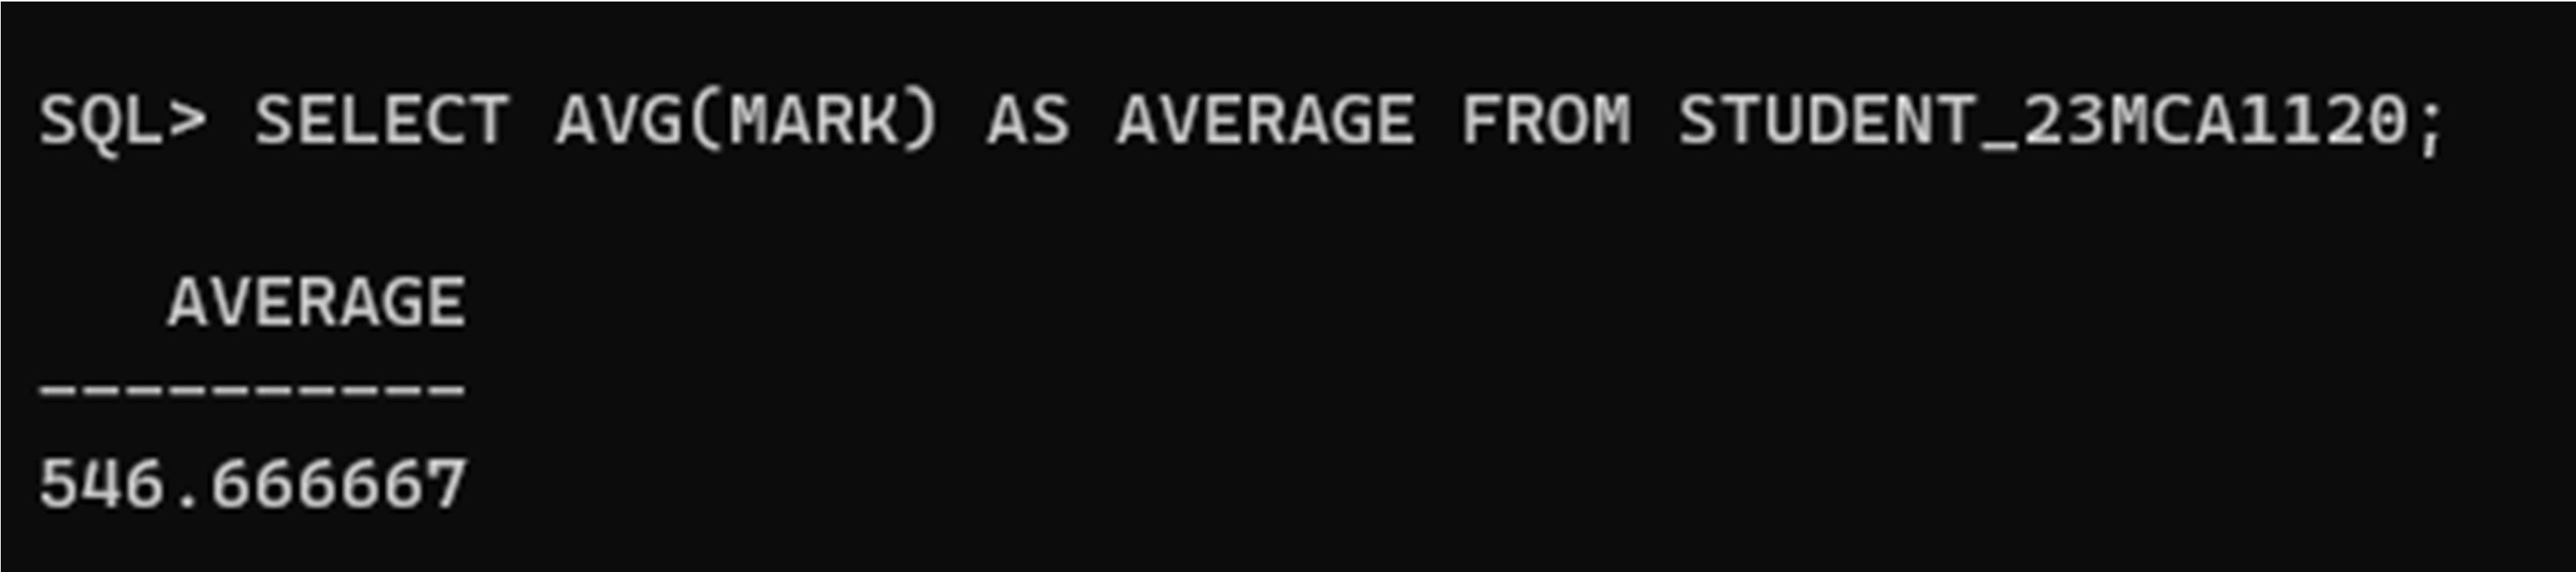 SQL> SELECT AVG(MARK) AS AVERAGE FROM STUDENT_23MCA1120;
AVERAGE
----------
546.666667